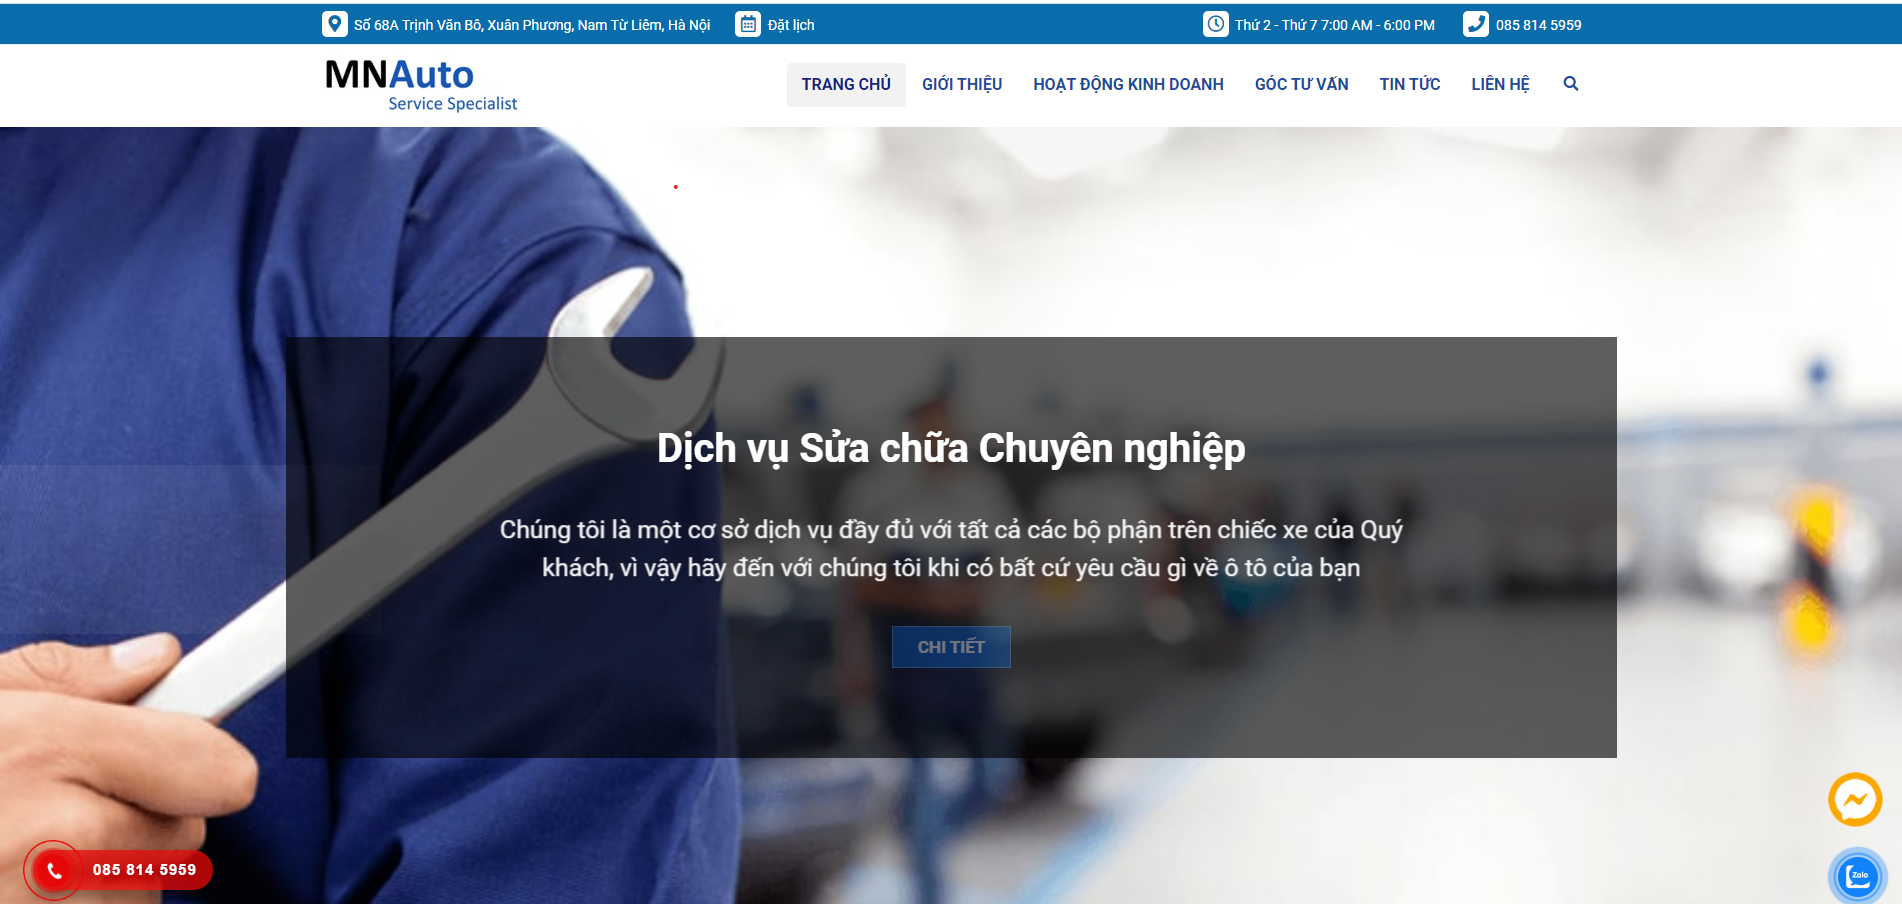 Số 68A Trịnh Văn Bô, Xuân Phương, Nam Từ Liêm, Hà Nội
Đặt lịch
Thứ 2 - Thứ 7 7:00 AM - 6:00 PM
085 814 5959
MNAuto
Service Specialist
TRANG CHỦ
GIỚI THIỆU
HOẠT ĐỘNG KINH DOANH
GÓC TƯ VẤN
TIN TỨC
LIÊN HỆ
Dịch vụ Sửa chữa Chuyên nghiệp
Chúng tôi là một cơ sở dịch vụ đầy đủ với tất cả các bộ phận trên chiếc xe của Quý
khách, vì vậy hãy đến với chúng tôi khi có bất cứ yêu cầu gì về ô tô của bạn
CHI TIẾT
085 814 5959
Zalo